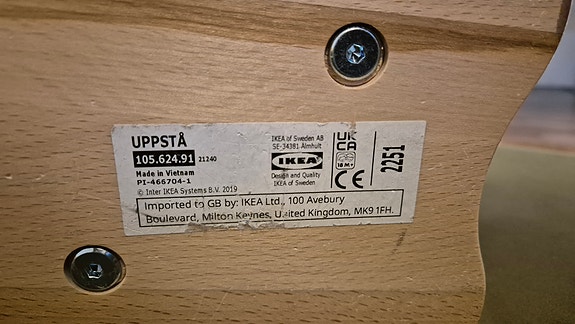 UPPSTÅ
105.624.91 21240
Made in Vietnam
PI-466704-1
© Inter IKEA Systems B.V. 2019
IKEA of Sweden AB
SE-34381 Älmhult
IKEA
Design and Quality
IKEA of Sweden
UK
CA
18 M+
CE
2251
Imported to GB by: IKEA Ltd., 100 Avebury
Boulevard, Milton Keynes, United Kingdom, MK9 1FH.